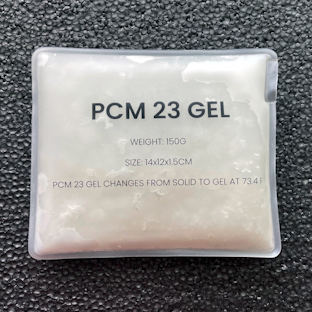 PCM 23 GEL
WEIGHT: 150G
SIZE: 14x12x1.5CM
PCM 23 GEL CHANGES FROM SOLID TO GEL AT 73.4 F